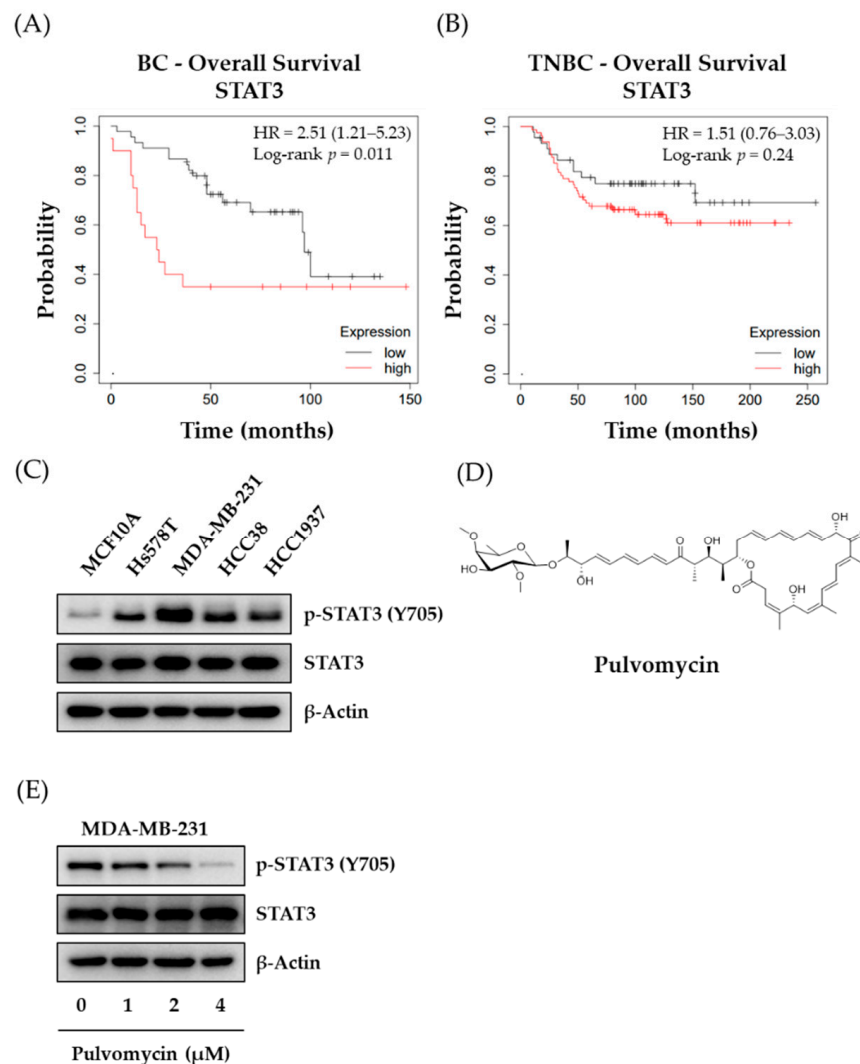 (A)
BC - Overall Survival
STAT3
HR = 2.51 (1.21–5.23)
Log-rank p = 0.011
Probability
1.0
0.8
0.6
0.4
0.2
0.0
Expression
low
high
0
50
100
150
Time (months)
(B)
TNBC - Overall Survival
STAT3
HR = 1.51 (0.76–3.03)
Log-rank p = 0.24
Probability
1.0
0.8
0.6
0.4
0.2
0.0
Expression
low
high
0
50
100
150
200
250
Time (months)
(C)
MCF10A
Hs578T
MDA-MB-231
HCC38
HCC1937
p-STAT3 (Y705)
STAT3
β-Actin
(D)
O
O
HO
O
O
O
OH
O
OH
O
O
OH
OH
O
Pulvomycin
(E)
MDA-MB-231
p-STAT3 (Y705)
STAT3
β-Actin
0 1 2 4
Pulvomycin (μM)